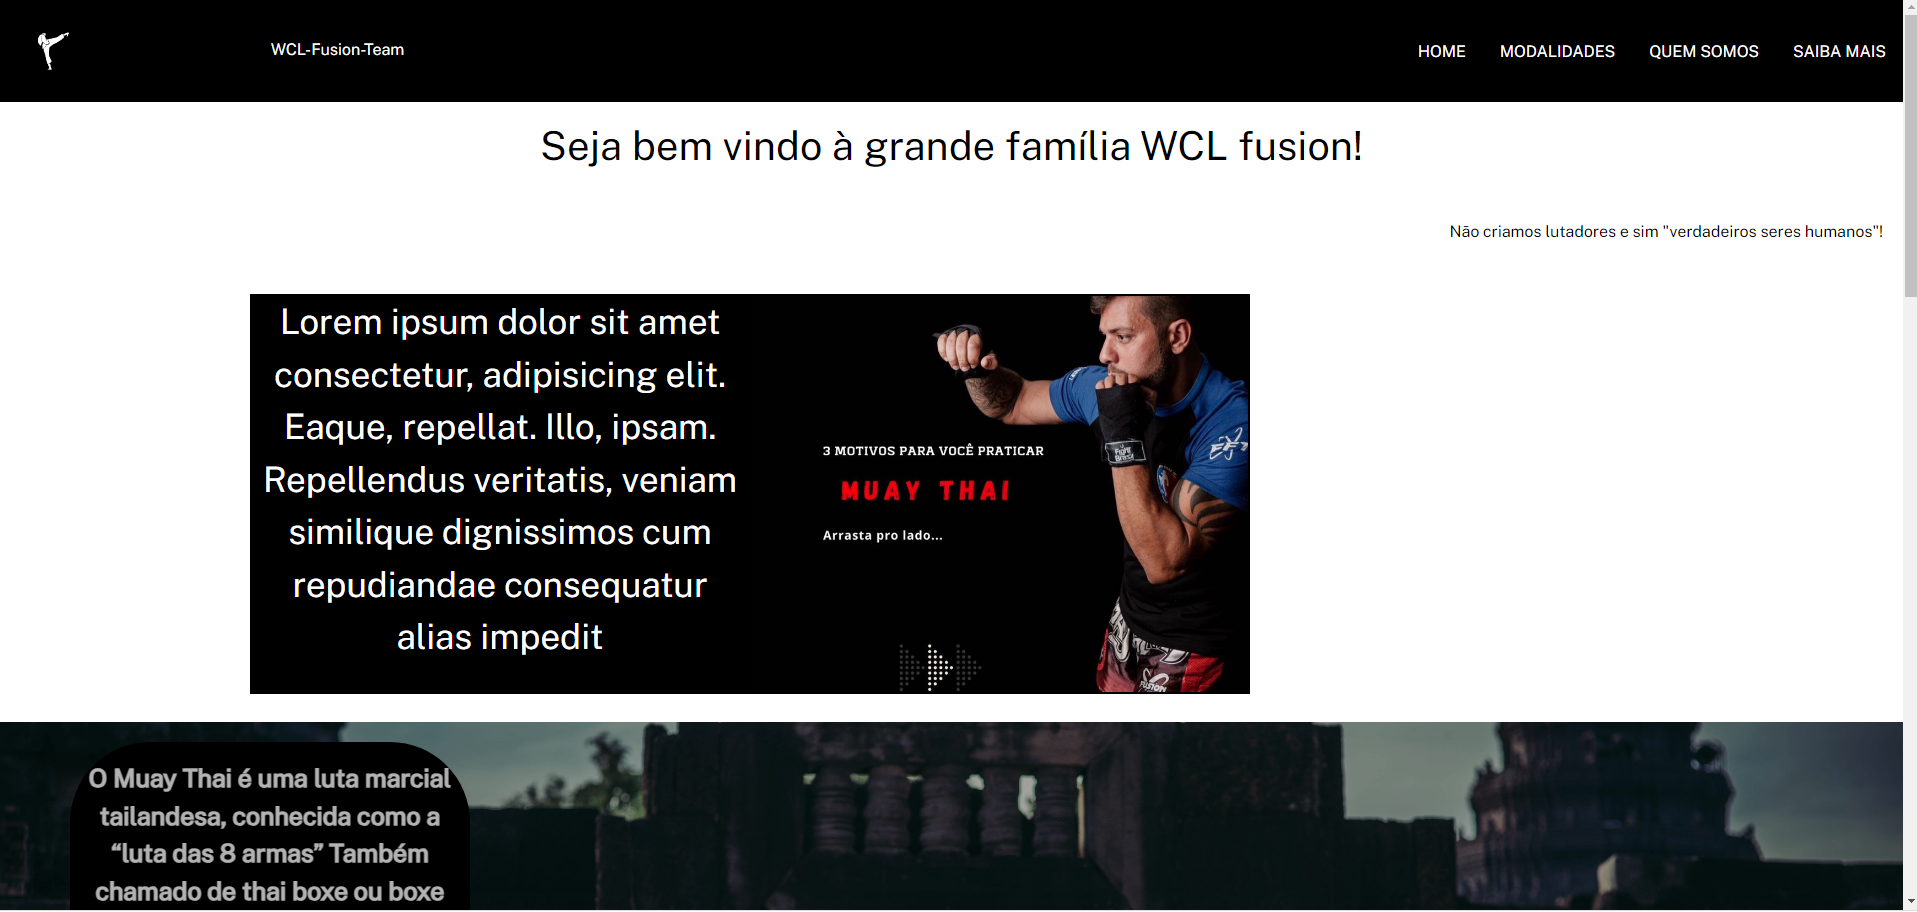 WCL-Fusion-Team
HOME MODALIDADES QUEM SOMOS SAIBA MAIS
Seja bem vindo à grande família WCL fusion!
Não criamos lutadores e sim "verdadeiros seres humanos"!
Lorem ipsum dolor sit amet
consectetur, adipisicing elit.
Eaque, repellat. Illo, ipsam.
Repellendus veritatis, veniam
similique dignissimos cum
repudiandae consequatur
alias impedit
3 MOTIVOS PARA VOCÊ PRATICAR
MUAY THAI
Arrasta pro lado...
Fight
Brasil
FUSION
O Muay Thai é uma luta marcial
tailandesa, conhecida como a
“luta das 8 armas” Também
chamado de thai boxe ou boxe